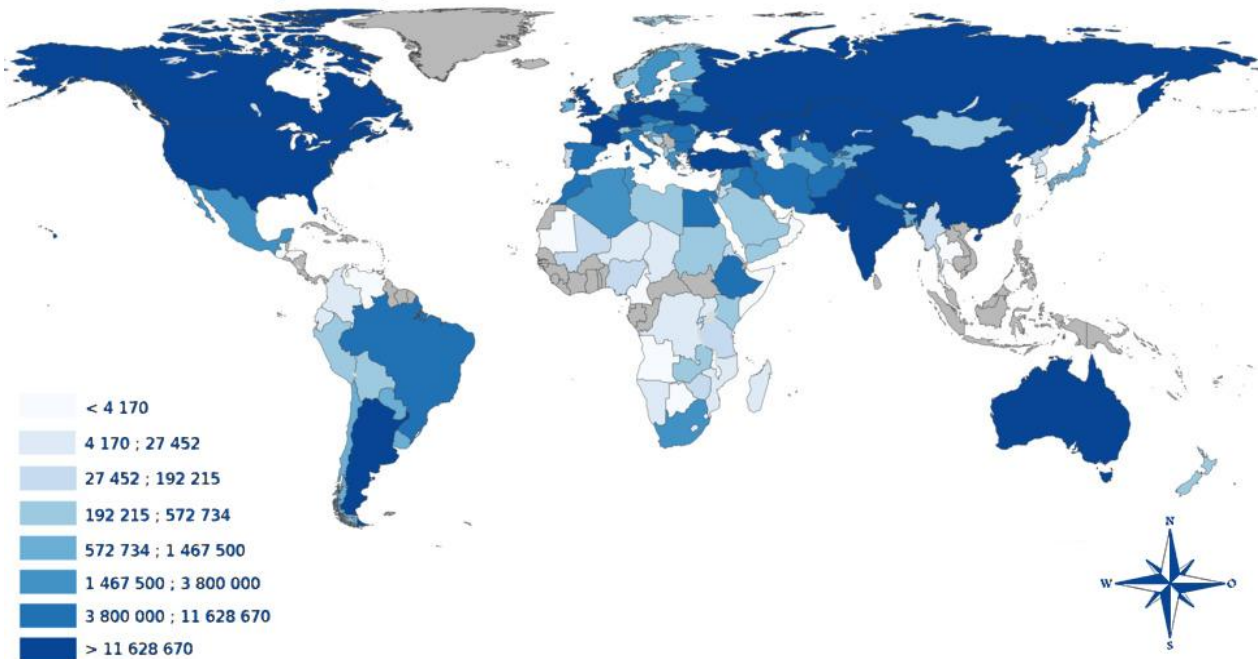 < 4 170
4 170 ; 27 452
27 452 ; 192 215
192 215 ; 572 734
572 734 ; 1 467 500
1 467 500 ; 3 800 000
3 800 000 ; 11 628 670
> 11 628 670
N
W O
S